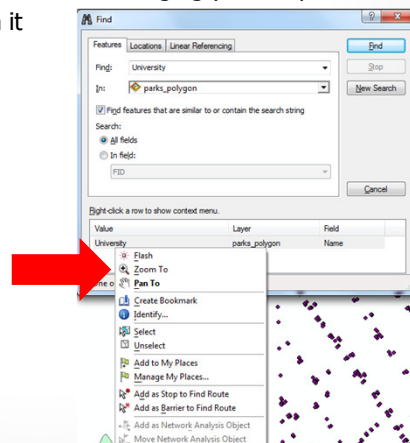 it
Find
Features Locations Linear Referencing
Find: University
In: parks_polygon
Find features that are similar to or contain the search string
Search:
All fields
In field:
FID
Find
Stop
New Search
Cancel
Right-click a row to show context menu.
Value Layer Field
University parks_polygon Name
One o
Flash
Zoom To
Pan To
Create Bookmark
Identify...
Select
Unselect
Add to My Places
Manage My Places...
Add as Stop to Find Route
Add as Barrier to Find Route
Add as Network Analysis Object
Move Network Analysis Object